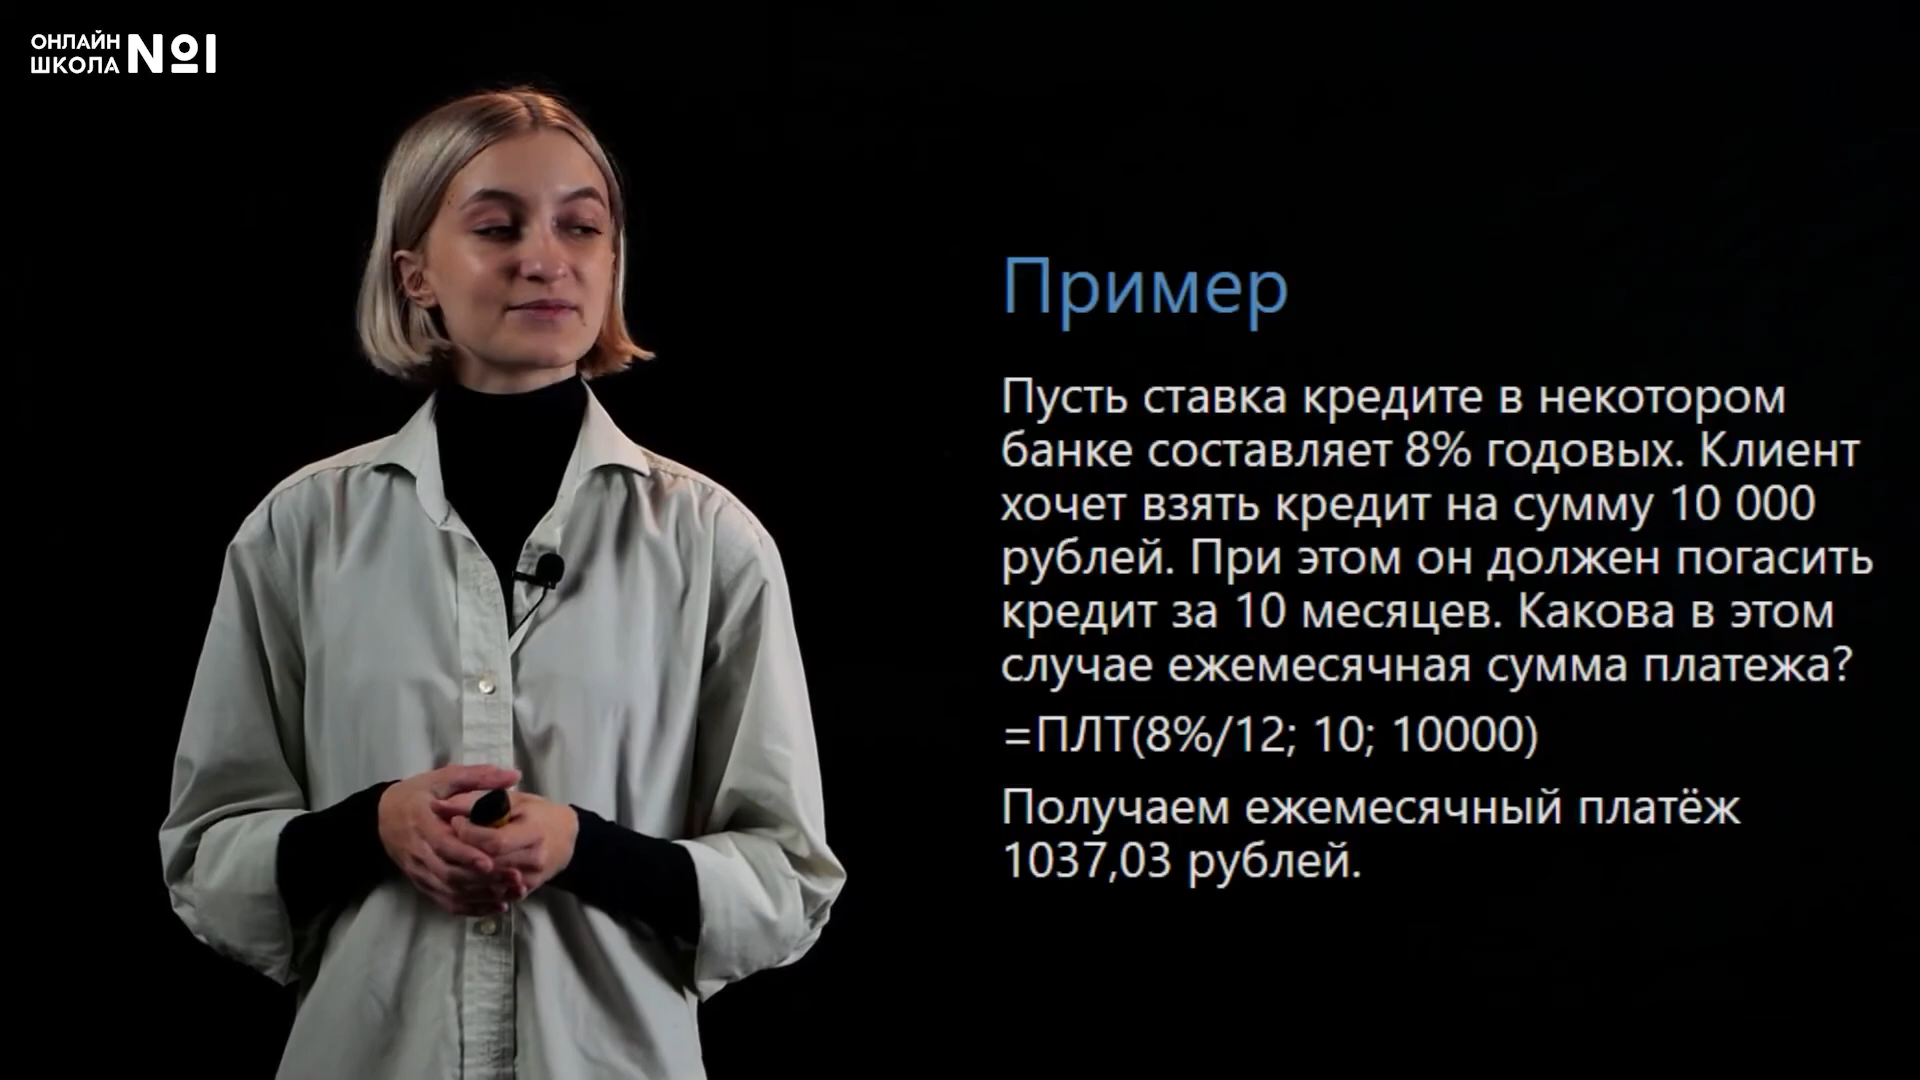 ОНЛАЙН
ШКОЛА №1
Пример
Пусть ставка кредите в некотором
банке составляет 8% годовых. Клиент
хочет взять кредит на сумму 10 000
рублей. При этом он должен погасить
кредит за 10 месяцев. Какова в этом
случае ежемесячная сумма платежа?
=ПЛТ(8%/12; 10; 10000)
Получаем ежемесячный платёж
1037,03 рублей.